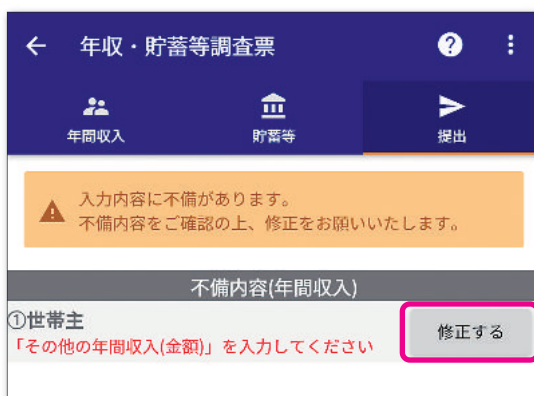 年収・貯蓄等調査票
年間収入
貯蓄等
提出
入力内容に不備があります。
不備内容をご確認の上、修正をお願いいたします。
不備内容(年間収入)
①世帯主
「その他の年間収入(金額)」を入力してください
修正する